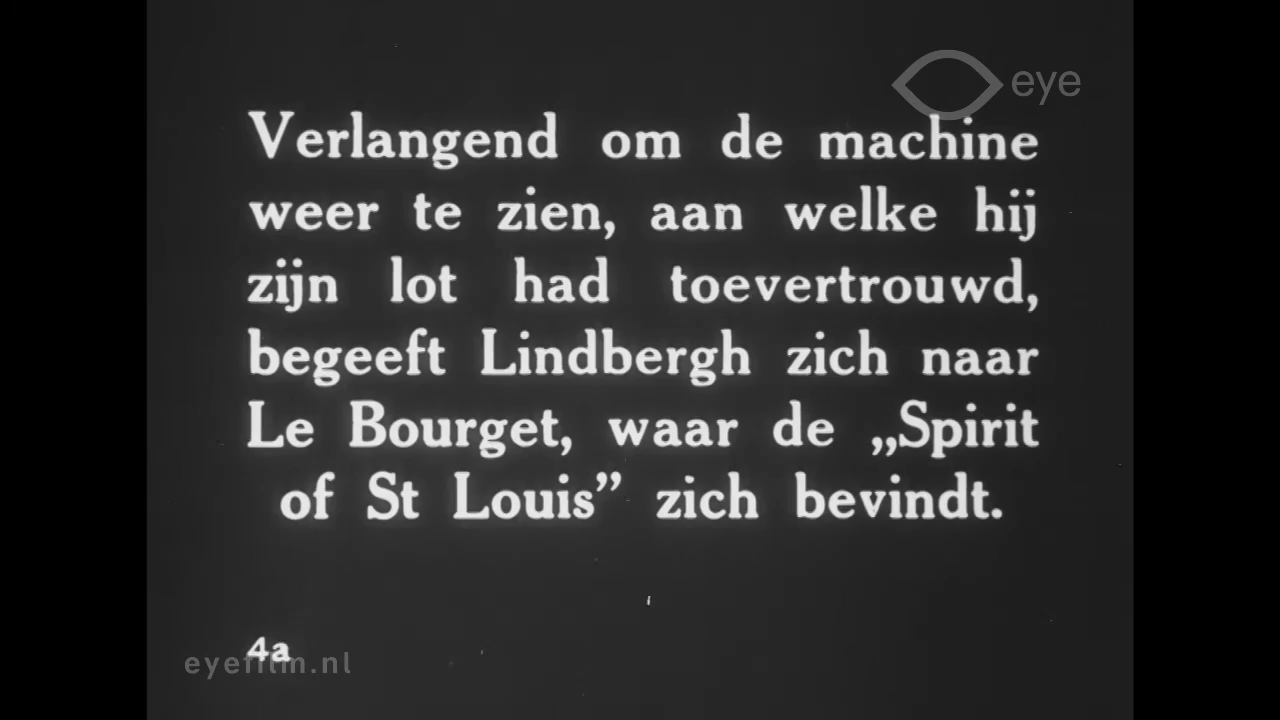 eye
Verlangend om de machine
weer te zien, aan welke hij
zijn lot had toevertrouwd,
begeeft Lindbergh zich naar
Le Bourget, waar de „Spirit
of St Louis” zich bevindt.
4a
eyefilm.nl